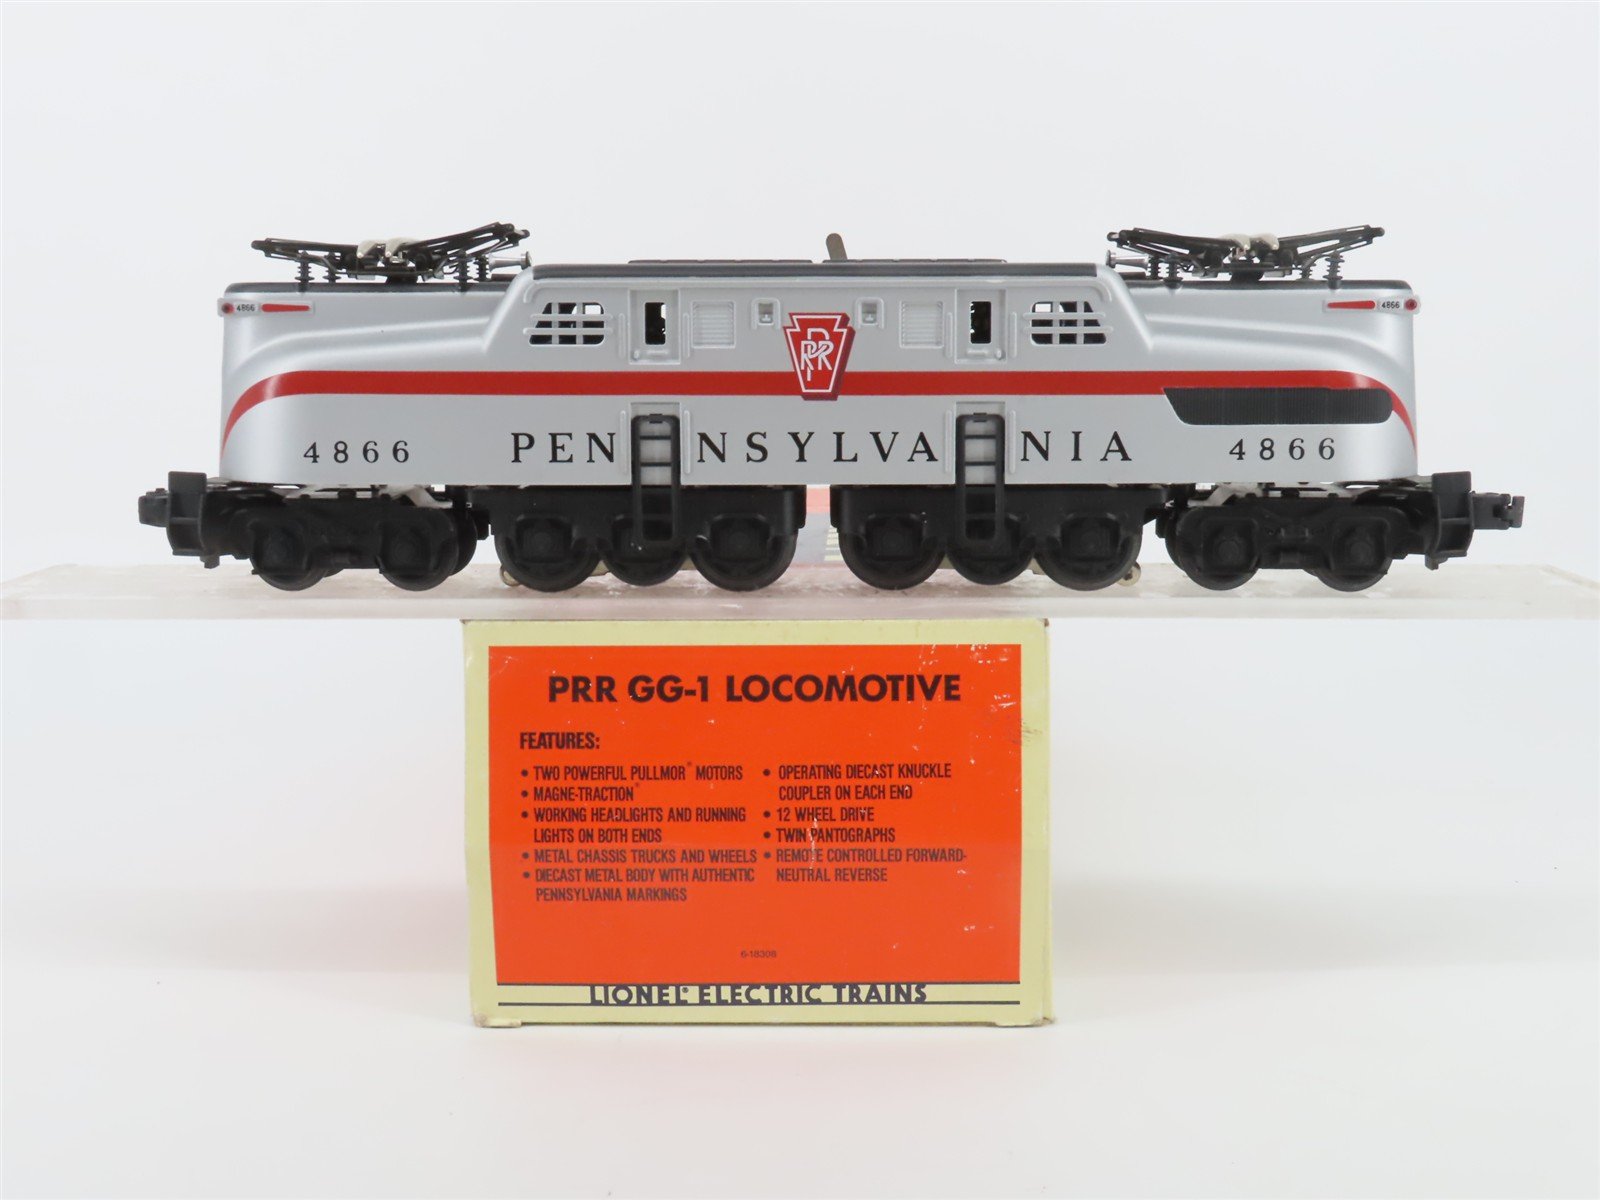 4866
4866
PRR
PENNSYLVANIA
4866
4866
PRR GG-1 LOCOMOTIVE
FEATURES:
• TWO POWERFUL PULLMOR® MOTORS
• MAGNE-TRACTION®
• WORKING HEADLIGHTS AND RUNNING
LIGHTS ON BOTH ENDS
• METAL CHASSIS TRUCKS AND WHEELS
• DIECAST METAL BODY WITH AUTHENTIC
PENNSYLVANIA MARKINGS
• OPERATING DIECAST KNUCKLE
COUPLER ON EACH END
• 12 WHEEL DRIVE
• TWIN PANTOGRAPHS
• REMOTE CONTROLLED FORWARD-
NEUTRAL REVERSE
6-18308
LIONEL® ELECTRIC TRAINS